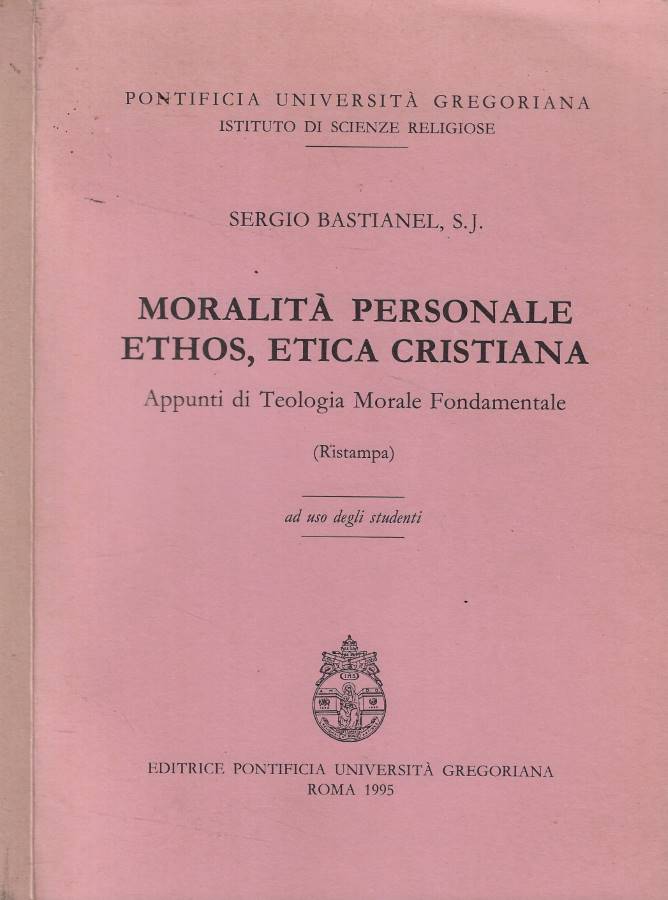 PONTIFICIA UNIVERSITÀ GREGORIANA
ISTITUTO DI SCIENZE RELIGIOSE
SERGIO BASTIANEL, S.J.
MORALITÀ PERSONALE
ETHOS, ETICA CRISTIANA
Appunti di Teologia Morale Fondamentale
(Ristampa)
ad uso degli studenti
IHS
EDITRICE PONTIFICIA UNIVERSITÀ GREGORIANA
ROMA 1995